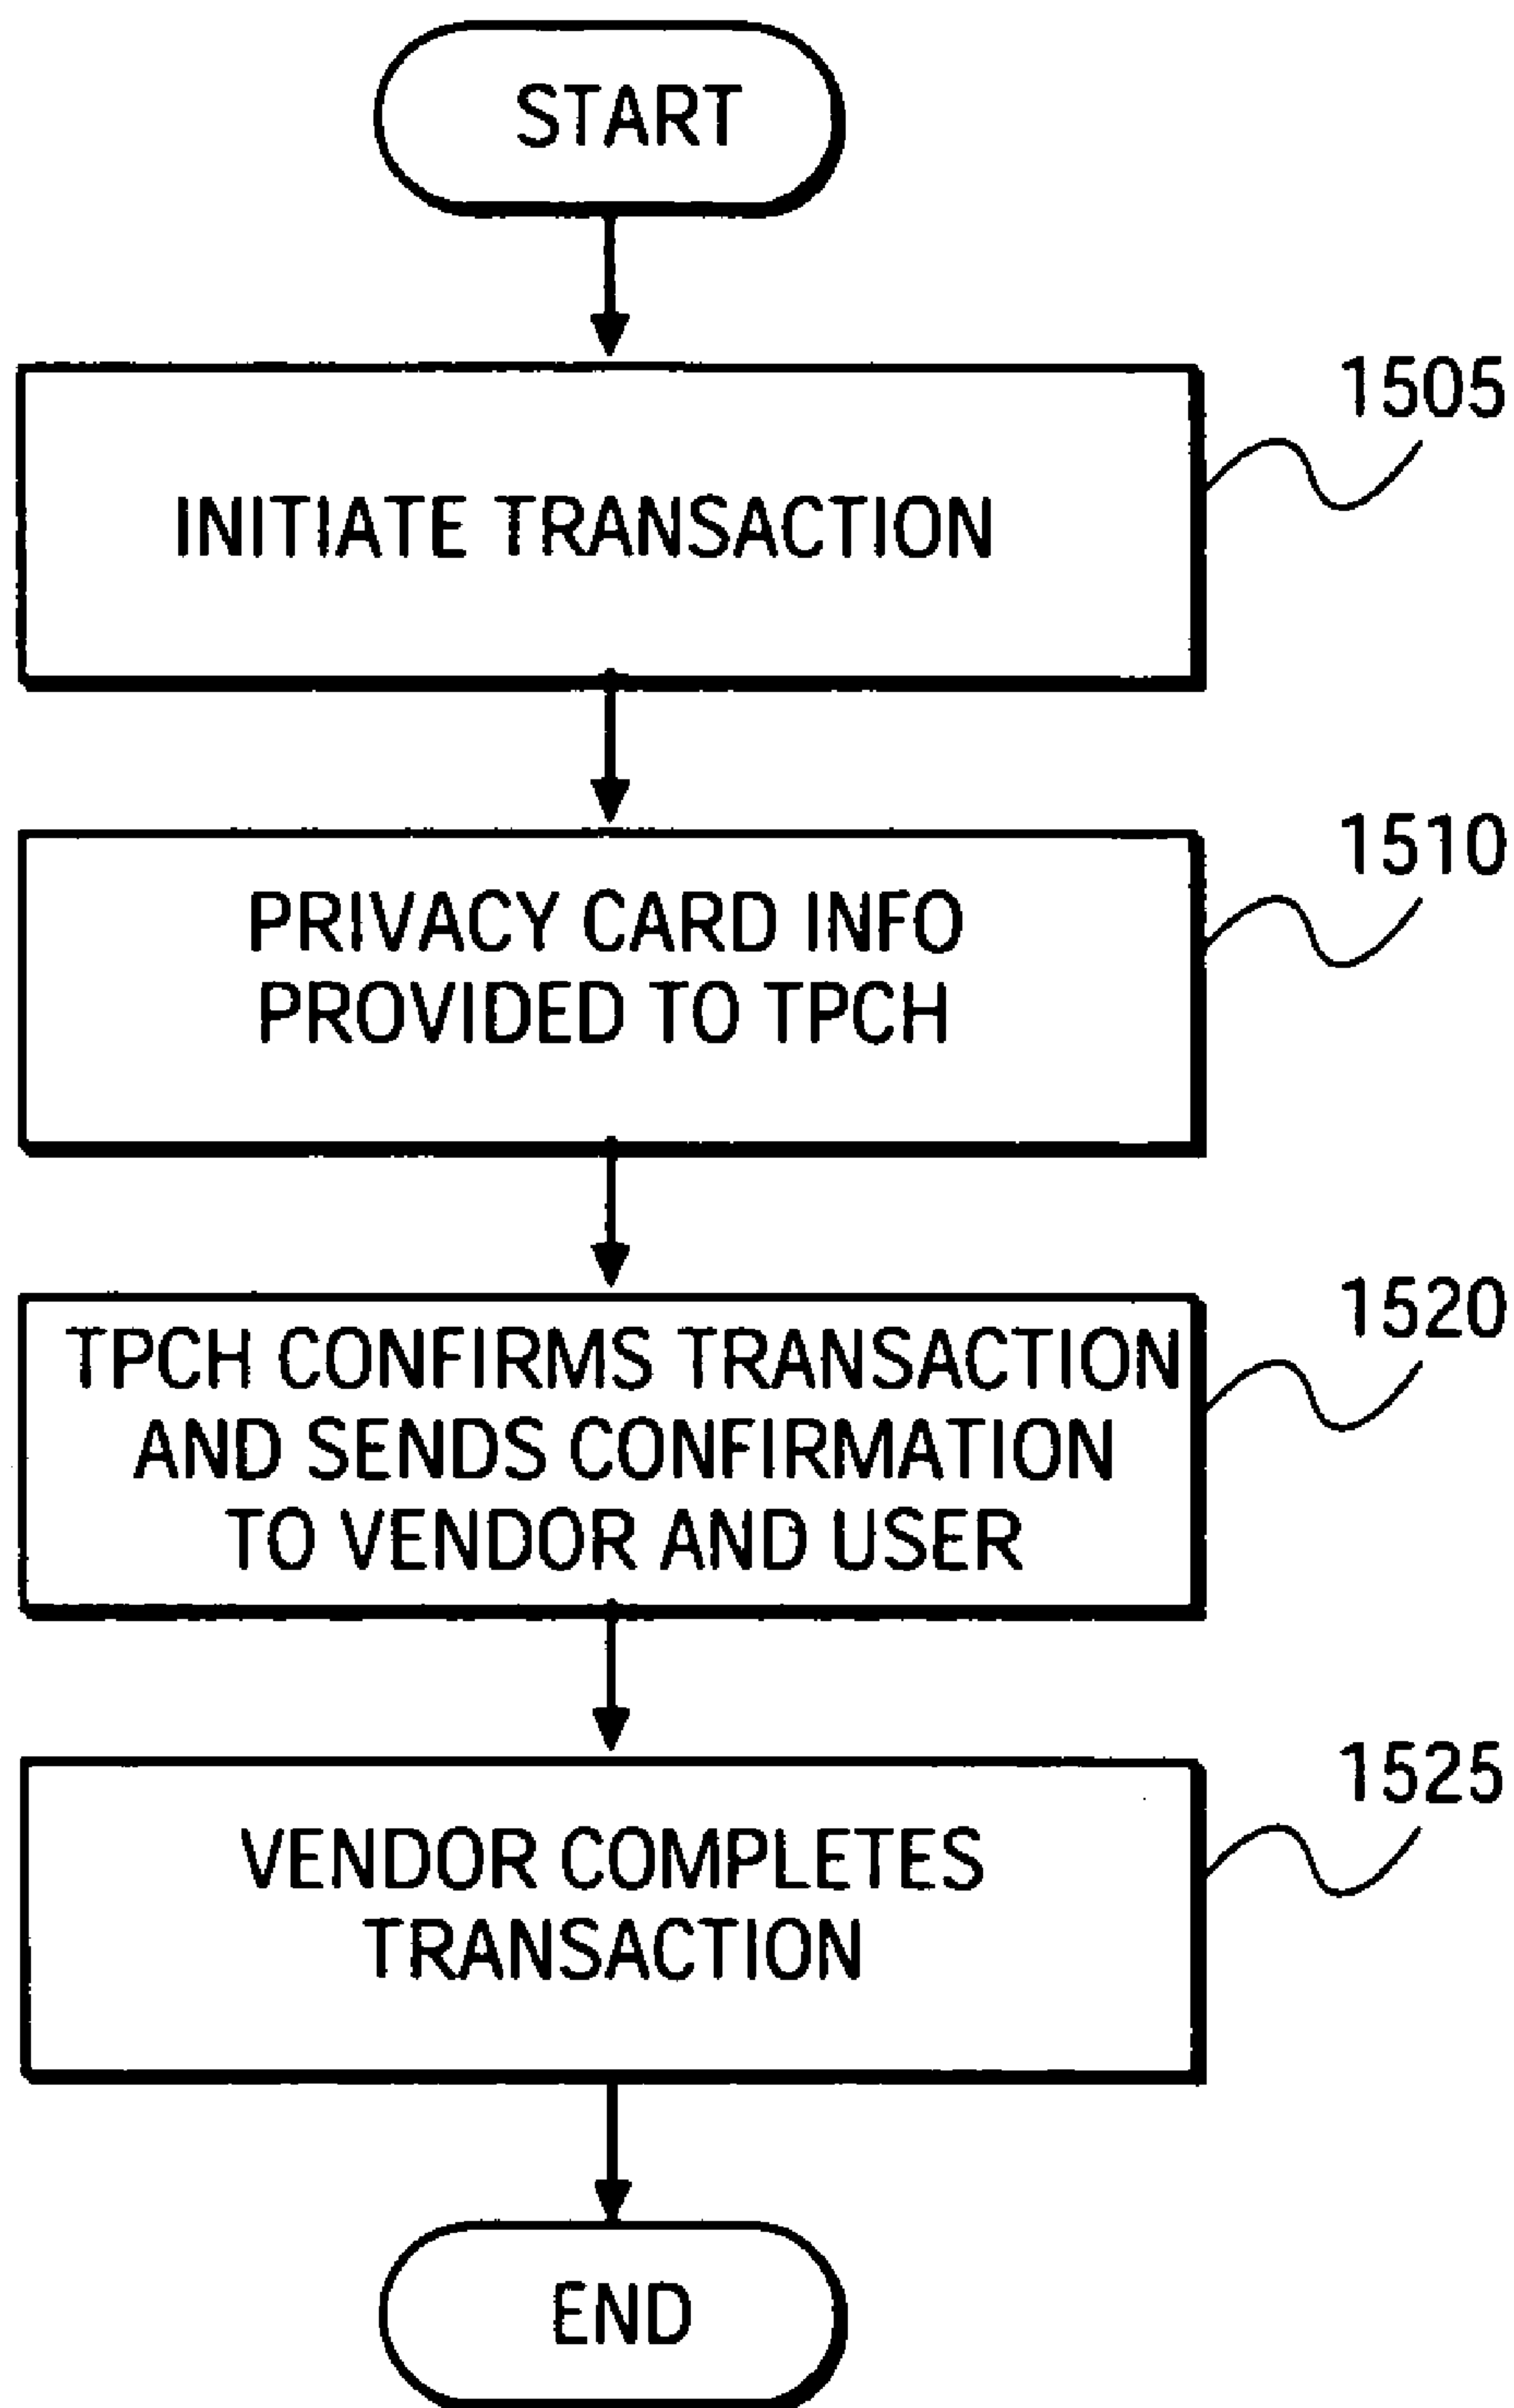 START
1505
INITIATE TRANSACTION
1510
PRIVACY CARD INFO
PROVIDED TO TPCH
1520
TPCH CONFIRMS TRANSACTION
AND SENDS CONFIRMATION
TO VENDOR AND USER
1525
VENDOR COMPLETES
TRANSACTION
END